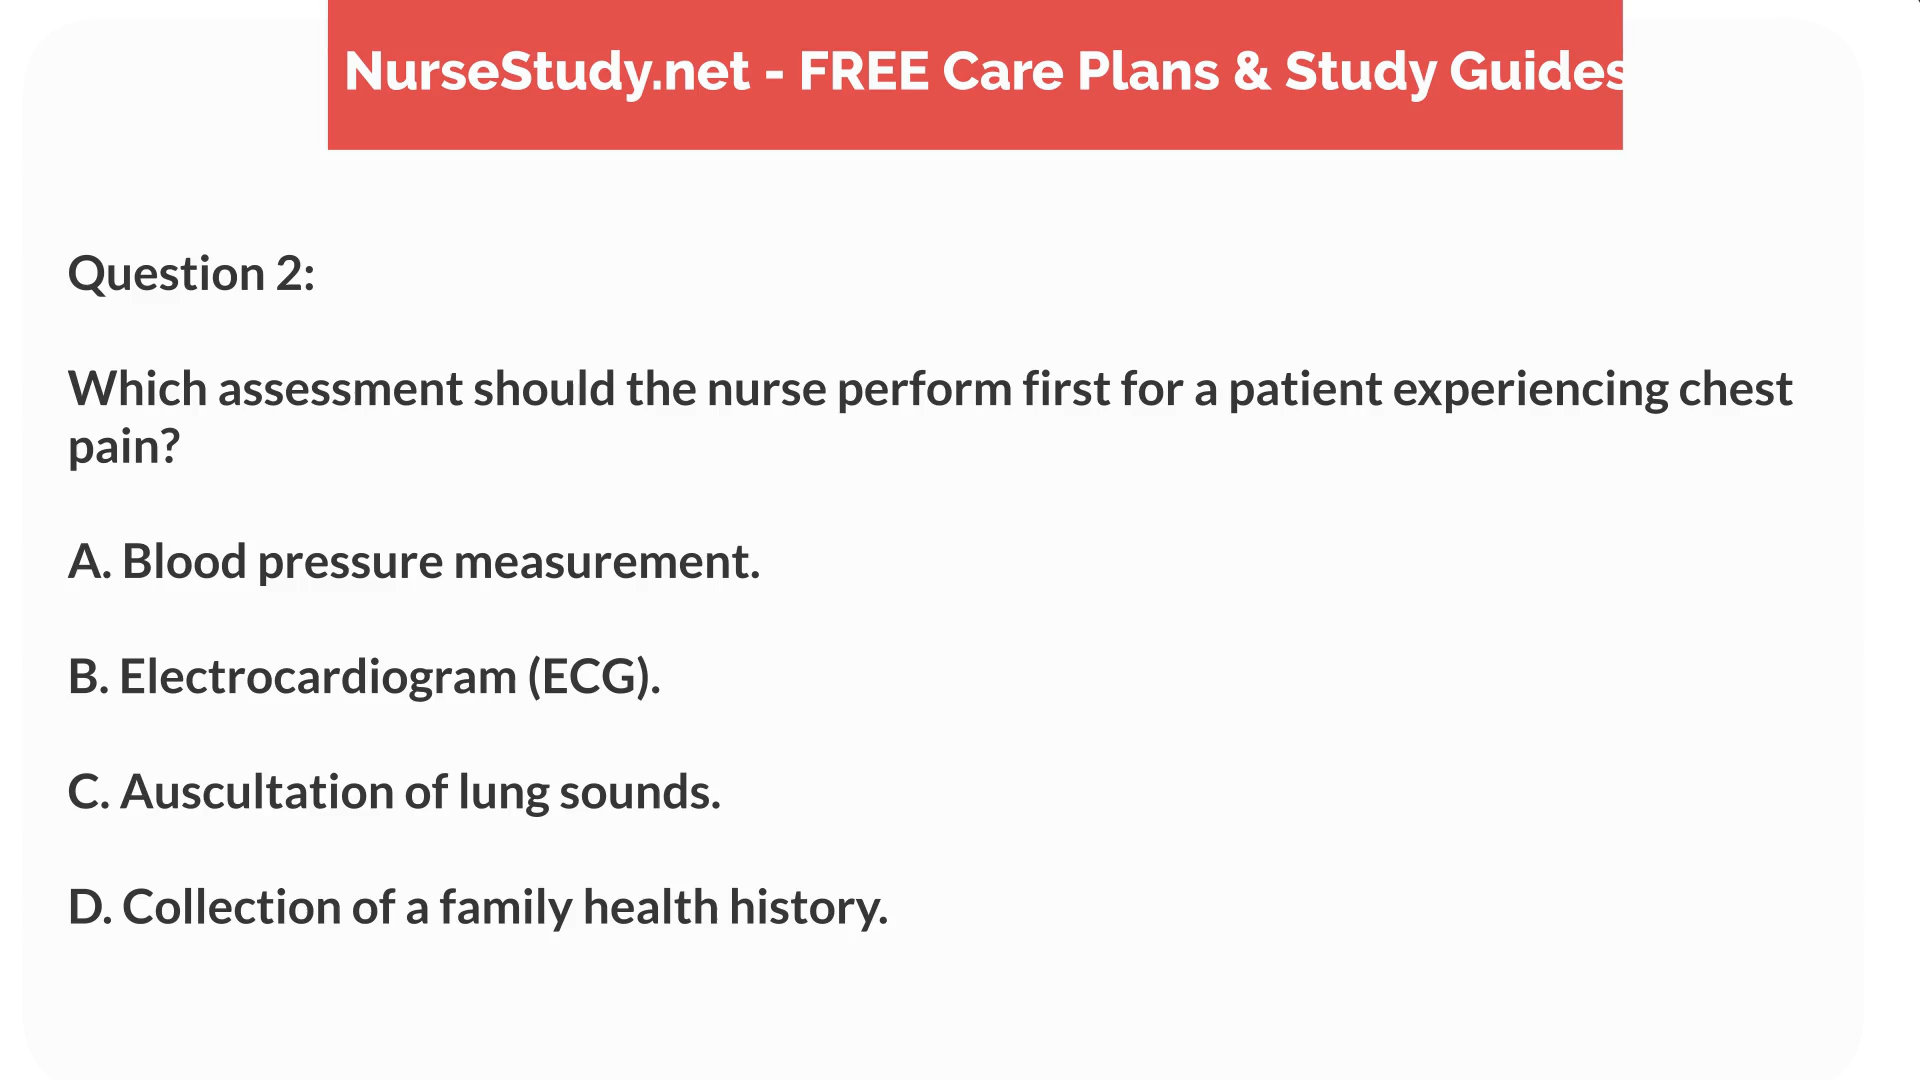 NurseStudy.net - FREE Care Plans & Study Guides
Question 2:
Which assessment should the nurse perform first for a patient experiencing chest
pain?
A. Blood pressure measurement.
B. Electrocardiogram (ECG).
C. Auscultation of lung sounds.
D. Collection of a family health history.